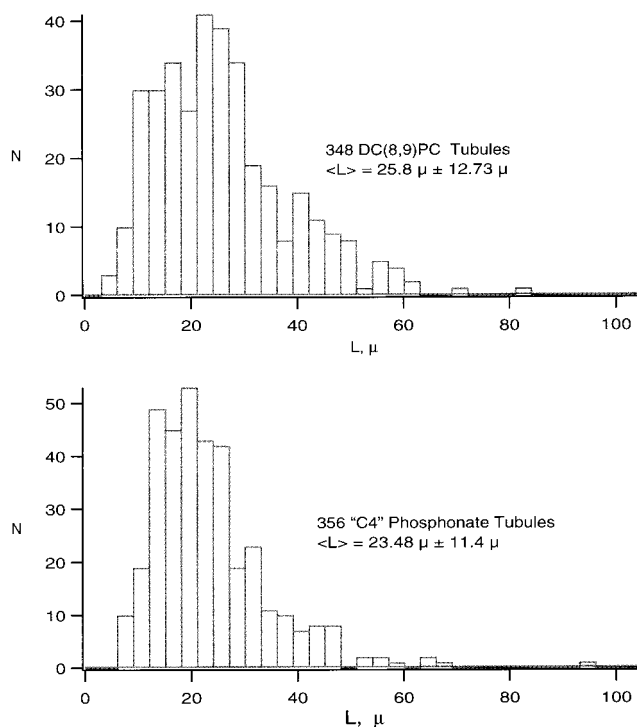 40
30
20
10
0
N
348 DC(8,9)PC Tubules
<L> = 25.8 μ ± 12.73 μ
0 20 40 60 80 100
L, μ
50
40
30
20
10
0
N
356 "C4" Phosphonate Tubules
<L> = 23.48 μ ± 11.4 μ
0 20 40 60 80 100
L, μ